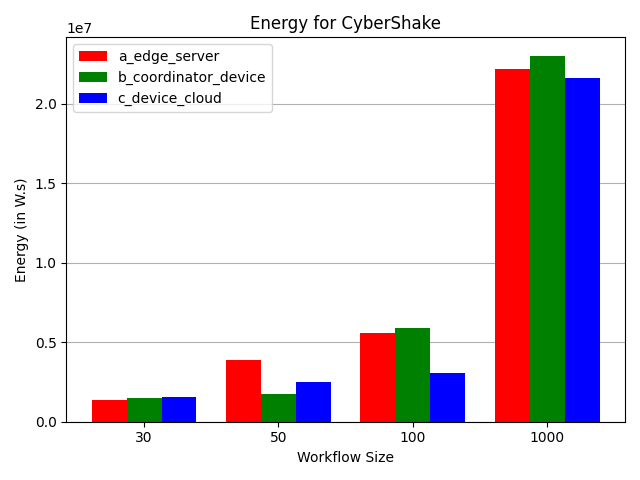 Energy for CyberShake
1e7
a_edge_server
b_coordinator_device
c_device_cloud
2.0
1.5
1.0
0.5
0.0
Energy (in W.s)
30 50 100 1000
Workflow Size